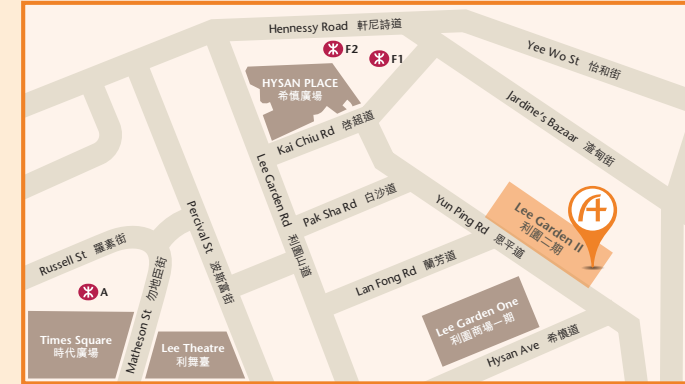 Hennessy Road 軒尼詩道
F2
F1
Yee Wo St 怡和街
HYSAN PLACE
希慎廣場
Jardine's Bazaar 渣甸街
Kai Chiu Rd 啓超道
Lee Garden Rd 利園山道
Pak Sha Rd 白沙道
Percival St 波斯富街
Yun Ping Rd 恩平道
Lee Garden II
利園二期
Russell St 羅素街
A
Matheson St 勿地臣街
Lan Fong Rd 蘭芳道
Times Square
時代廣場
Lee Theatre
利舞臺
Lee Garden One
利園商場一期
Hysan Ave 希慎道